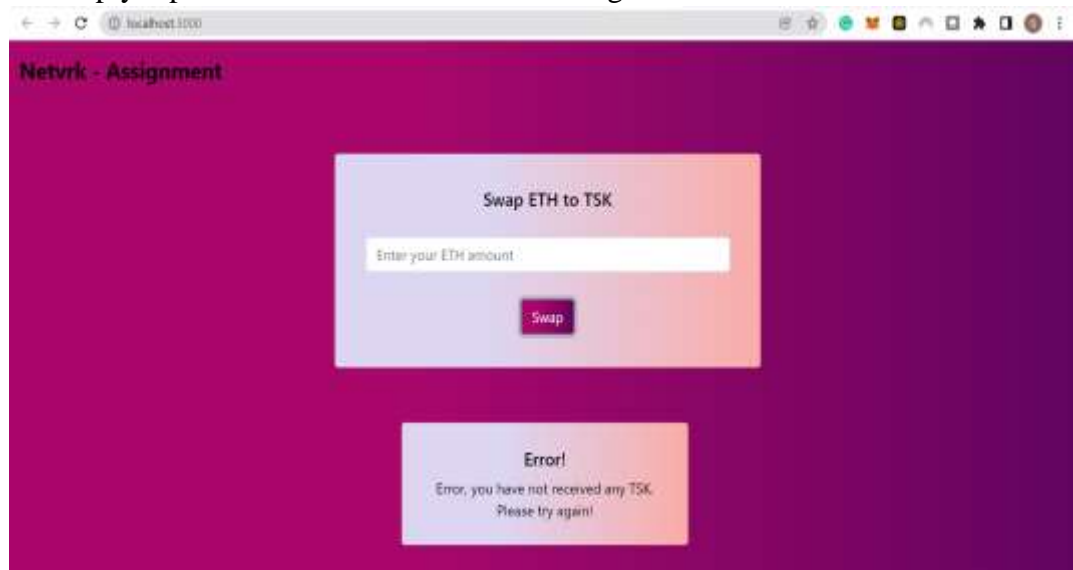 localhost:3000
Netvrk - Assignment
Swap ETH to TSK
Enter your ETH amount
Swap
Error!
Error, you have not received any TSK.
Please try again!